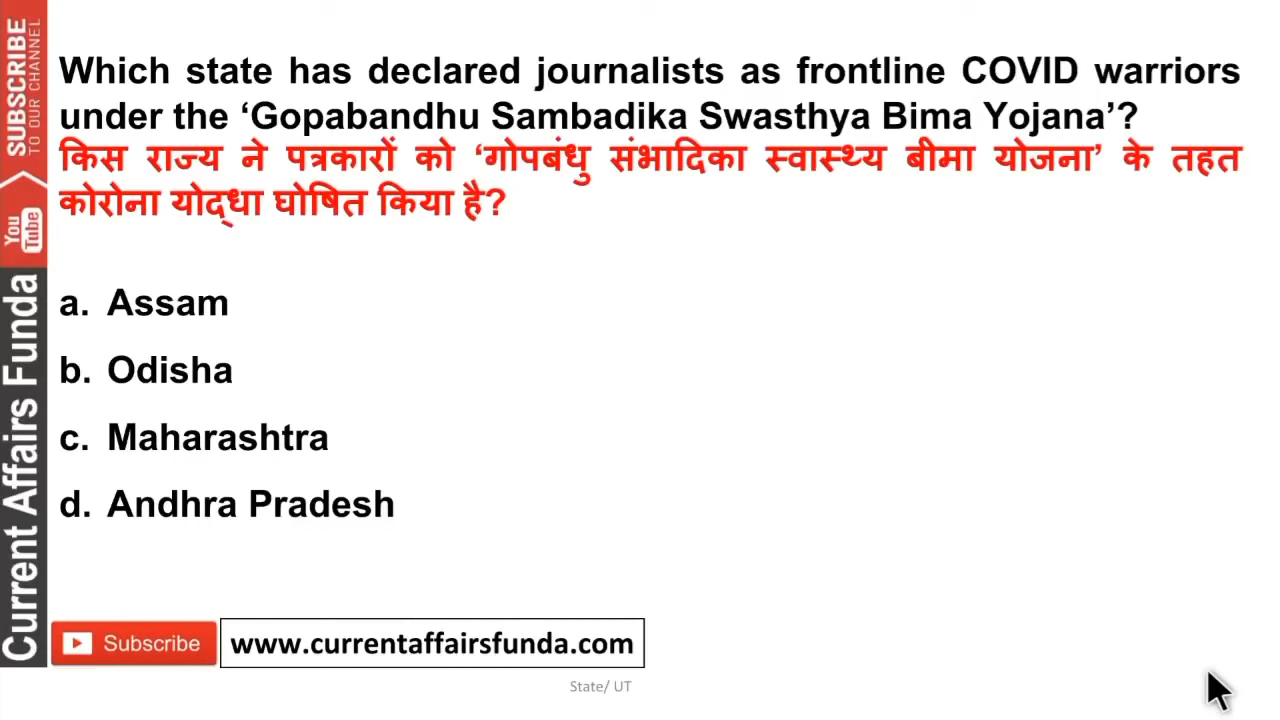 SUBSCRIBE
TO OUR CHANNEL
You
Tube
Current Affairs Funda
Which state has declared journalists as frontline COVID warriors
under the ‘Gopabandhu Sambadika Swasthya Bima Yojana’?
किस राज्य ने पत्रकारों को ‘गोपबंधु संभादिका स्वास्थ्य बीमा योजना’ के तहत
कोरोना योद्धा घोषित किया है?
a. Assam
b. Odisha
c. Maharashtra
d. Andhra Pradesh
Subscribe
www.currentaffairsfunda.com
State/ UT